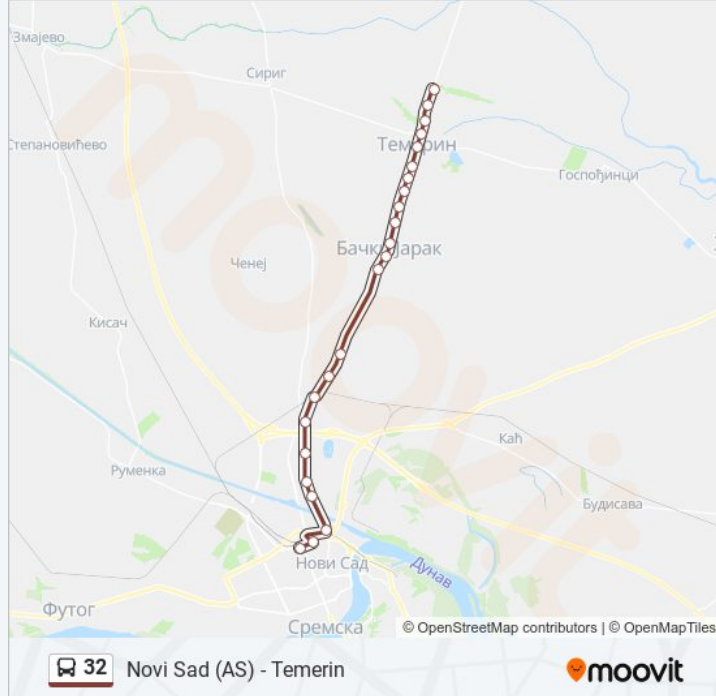 Змајево
Сириг
Степановићево
Темерин
Госпођинци
Бачки Јарак
Ченеј
Кисач
moovit
Каћ
Руменка
Будисава
Нови Сад
Дунав
Футог
Сремска
© OpenStreetMap contributors | © OpenMapTiles
32 Novi Sad (AS) - Temerin
moovit